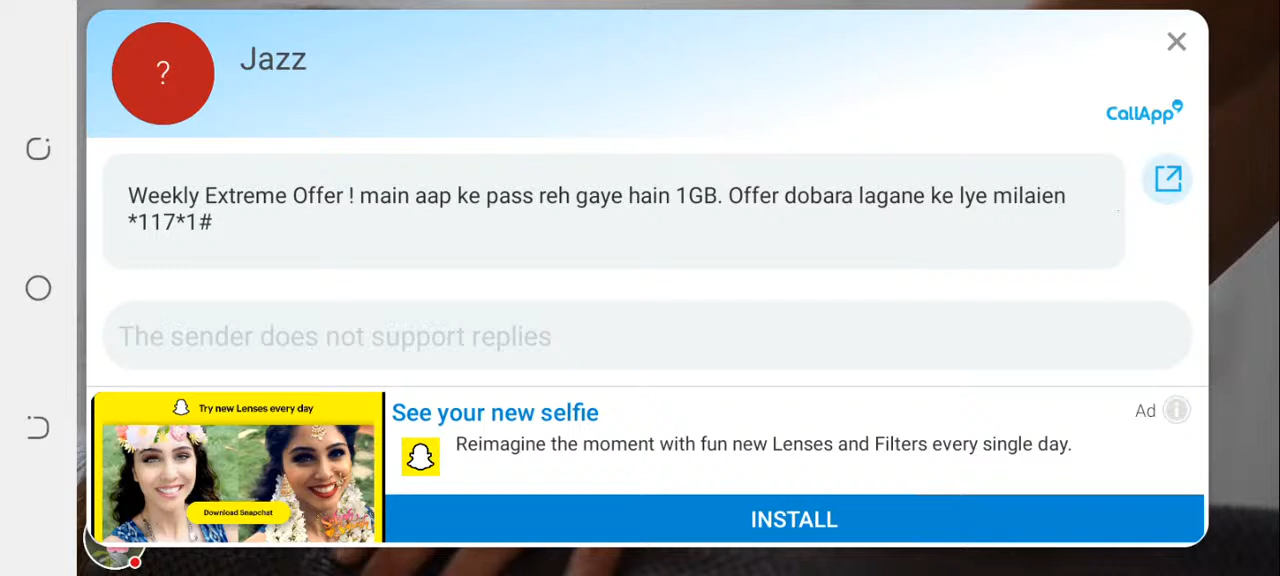 ?
Jazz
CallApp
Weekly Extreme Offer ! main aap ke pass reh gaye hain 1GB. Offer dobara lagane ke lye milaien
*117*1#
The sender does not support replies
Try new Lenses every day
Download Snapchat
See your new selfie
Ad
Reimagine the moment with fun new Lenses and Filters every single day.
INSTALL